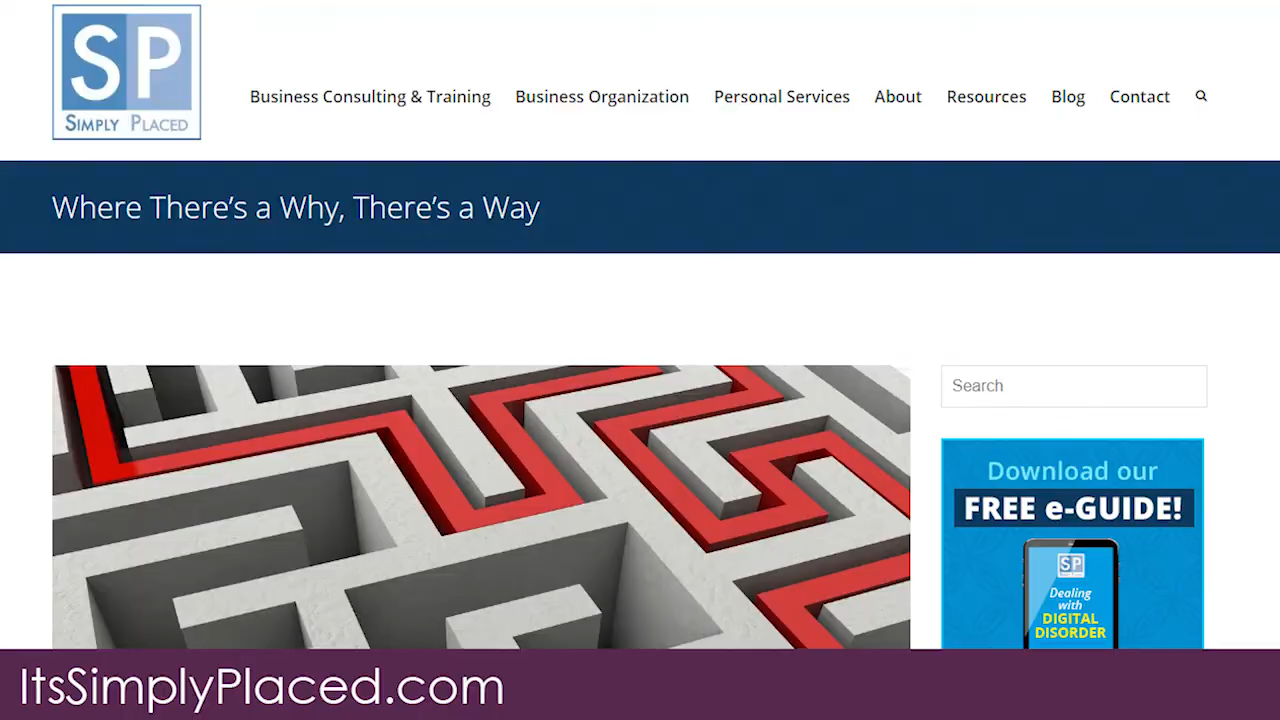 SP
SIMPLY PLACED
Business Consulting & Training Business Organization Personal Services About Resources Blog Contact
Where There's a Why, There's a Way
Search
Download our
FREE e-GUIDE!
SP
Dealing
with
DIGITAL
DISORDER
ItsSimplyPlaced.com